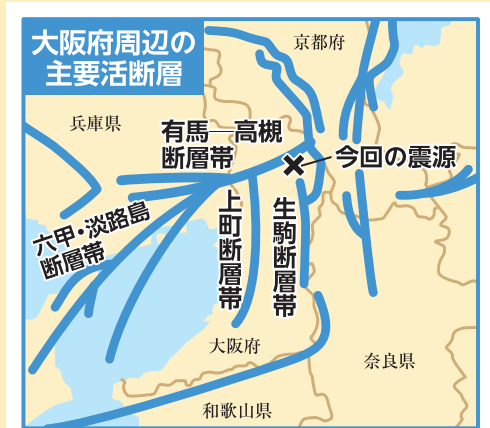 大阪府周辺の
主要活断層
京都府
兵庫県
有馬―高槻
断層帯
今回の震源
六甲・淡路島
断層帯
上町断層帯
生駒断層帯
大阪府
奈良県
和歌山県